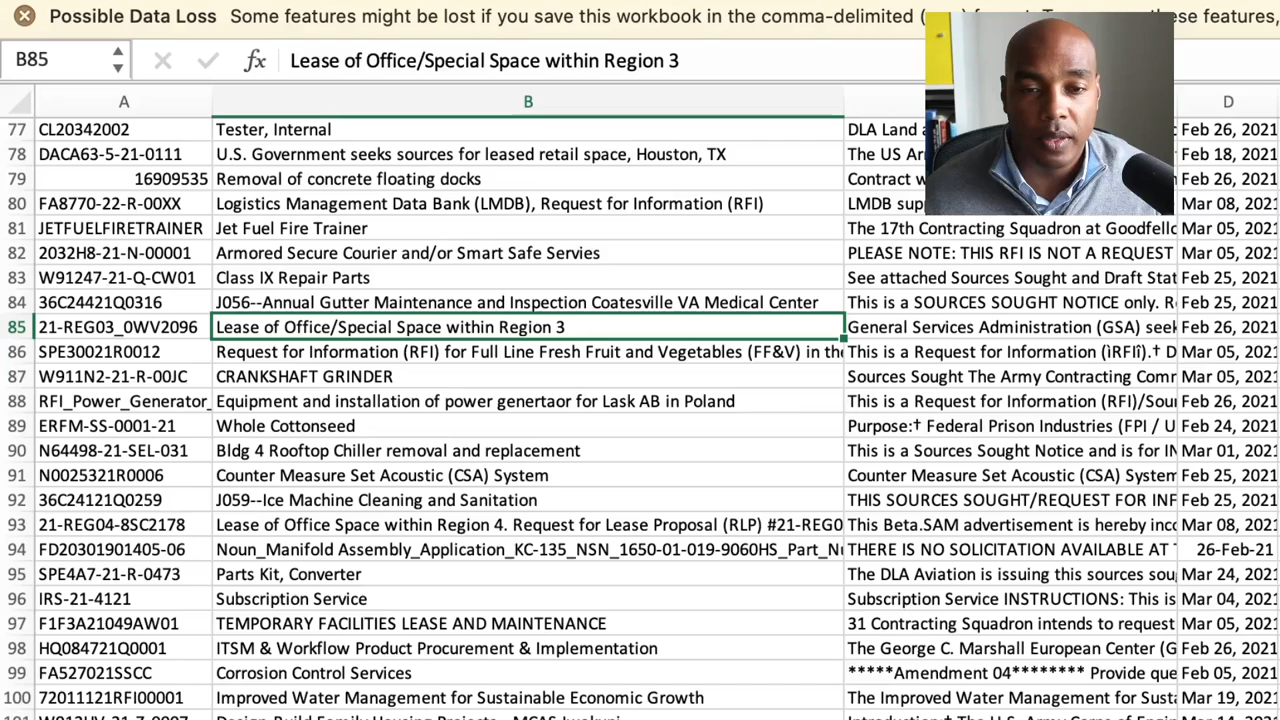 Possible Data Loss Some features might be lost if you save this workbook in the comma-delimited ( these features,
B85 fx Lease of Office/Special Space within Region 3
A B D
77 CL20342002 Tester, Internal DLA Land Feb 26, 2021
78 DACA63-5-21-0111 U.S. Government seeks sources for leased retail space, Houston, TX The US Feb 18, 2021
79 16909535 Removal of concrete floating docks Contract Feb 26, 2021
80 FA8770-22-R-00XX Logistics Management Data Bank (LMDB), Request for Information (RFI) LMDB Mar 08, 2021
81 JETFUELFIRETRAINER Jet Fuel Fire Trainer The 17th Contracting Squadron at Goodfello Mar 05, 2021
82 2032H8-21-N-00001 Armored Secure Courier and/or Smart Safe Servies PLEASE NOTE: THIS RFI IS NOT A REQUEST Mar 05, 2021
83 W91247-21-Q-CW01 Class IX Repair Parts See attached Sources Sought and Draft Stat Feb 25, 2021
84 36C24421Q0316 J056--Annual Gutter Maintenance and Inspection Coatesville VA Medical Center This is a SOURCES SOUGHT NOTICE only. Feb 25, 2021
85 21-REG03_0WV2096 Lease of Office/Special Space within Region 3 General Services Administration (GSA) seek Feb 26, 2021
86 SPE30021R0012 Request for Information (RFI) for Full Line Fresh Fruit and Vegetables (FF&V) in the This is a Request for Information (ìRFIî).† D Mar 05, 2021
87 W911N2-21-R-00JC CRANKSHAFT GRINDER Sources Sought The Army Contracting Com Mar 05, 2021
88 RFI_Power_Generator_ Equipment and installation of power genertaor for Lask AB in Poland This is a Request for Information (RFI)/Sour Feb 26, 2021
89 ERFM-SS-0001-21 Whole Cottonseed Purpose:† Federal Prison Industries (FPI / U Feb 24, 2021
90 N64498-21-SEL-031 Bldg 4 Rooftop Chiller removal and replacement This is a Sources Sought Notice and is for IN Mar 01, 2021
91 N0025321R0006 Counter Measure Set Acoustic (CSA) System Counter Measure Set Acoustic (CSA) System Feb 25, 2021
92 36C24121Q0259 J059--Ice Machine Cleaning and Sanitation THIS SOURCES SOUGHT/REQUEST FOR INF Feb 25, 2021
93 21-REG04-8SC2178 Lease of Office Space within Region 4. Request for Lease Proposal (RLP) #21-REG0 This Beta.SAM advertisement is hereby inc Mar 08, 2021
94 FD20301901405-06 Noun_Manifold Assembly_Application_KC-135_NSN_1650-01-019-9060HS_Part_Nu THERE IS NO SOLICITATION AVAILABLE AT 26-Feb-21
95 SPE4A7-21-R-0473 Parts Kit, Converter The DLA Aviation is issuing this sources sou Mar 24, 2021
96 IRS-21-4121 Subscription Service Subscription Service INSTRUCTIONS: This is Mar 04, 2021
97 F1F3A21049AW01 TEMPORARY FACILITIES LEASE AND MAINTENANCE 31 Contracting Squadron intends to request Mar 05, 2021
98 HQ084721Q0001 ITSM & Workflow Product Procurement & Implementation The George C. Marshall European Center (G Feb 26, 2021
99 FA527021SSCC Corrosion Control Services *****Amendment 04******** Provide que Feb 05, 2021
100 72011121RFI00001 Improved Water Management for Sustainable Economic Growth The Improved Water Management for Susta Mar 19, 2021